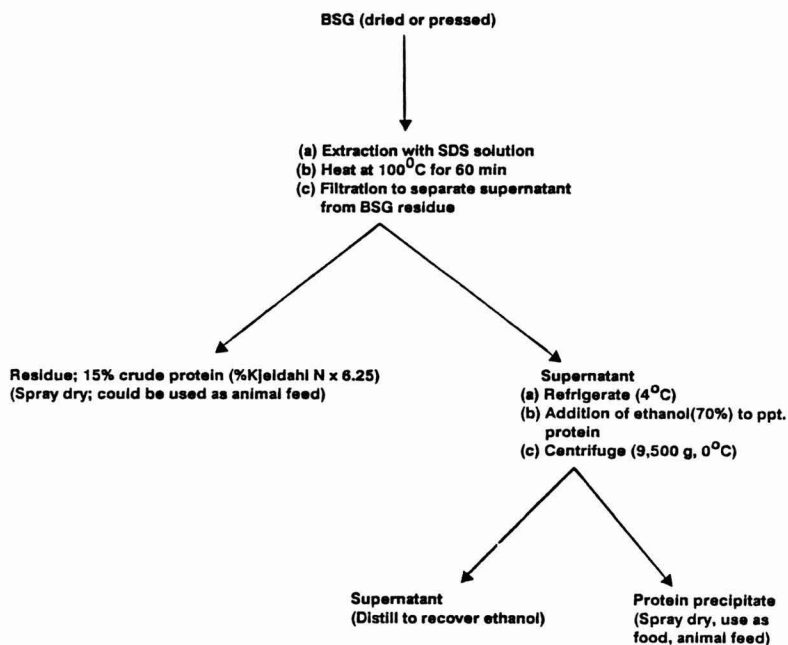 BSG (dried or pressed)
(a) Extraction with SDS solution
(b) Heat at 100⁰C for 60 min
(c) Filtration to separate supernatant
from BSG residue
Residue; 15% crude protein (%Kjeldahl N x 6.25)
(Spray dry; could be used as animal feed)
Supernatant
(a) Refrigerate (4⁰C)
(b) Addition of ethanol(70%) to ppt.
protein
(c) Centrifuge (9,500 g, 0⁰C)
Supernatant
(Distill to recover ethanol)
Protein precipitate
(Spray dry, use as
food, animal feed)